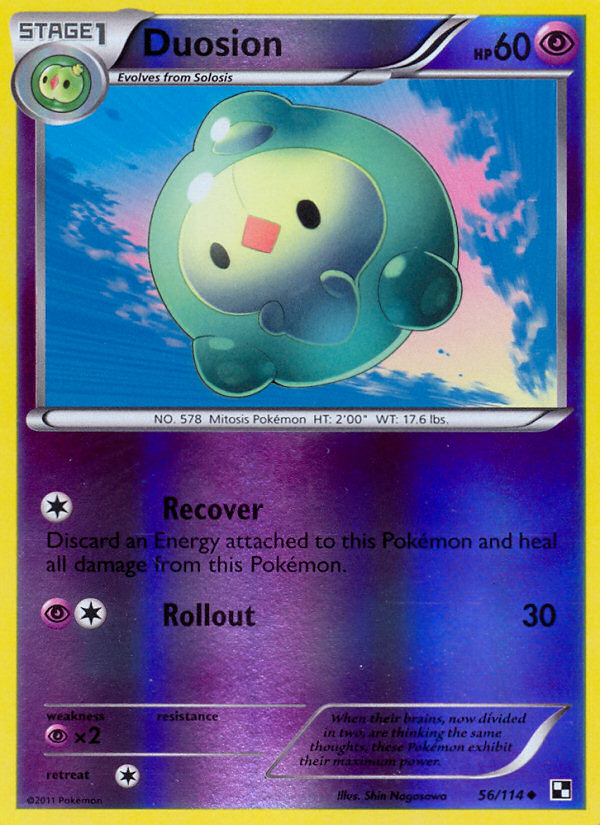 STAGE1
Duosion
HP60
Evolves from Solosis
NO. 578 Mitosis Pokémon HT: 2'00" WT: 17.6 lbs.
Recover
Discard an Energy attached to this Pokémon and heal
all damage from this Pokémon.
Rollout 30
weakness resistance
×2
When their brains, now divided
in two, are thinking the same
thoughts, these Pokémon exhibit
their maximum power.
retreat
©2011 Pokémon
Illus. Shin Nagasawa 56/114